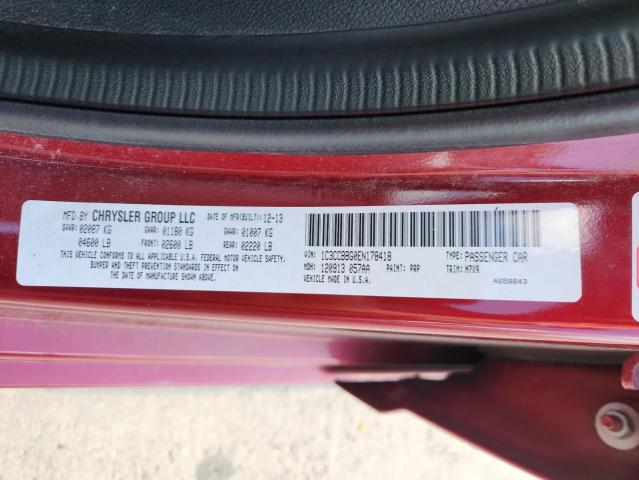 MFD BY CHRYSLER GROUP LLC DATE OF MFR(BUILT): 12-13
GVWR: 02087 KG GAWR: 01180 KG GAWR: 01007 KG
04600 LB FRONT: 02600 LB REAR: 02220 LB
THIS VEHICLE CONFORMS TO ALL APPLICABLE U.S.A. FEDERAL MOTOR VEHICLE SAFETY,
BUMPER AND THEFT PREVENTION STANDARDS IN EFFECT ON
THE DATE OF MANUFACTURE SHOWN ABOVE.
VIN: 1C3CCBBG0EN178418 TYPE: PASSENGER CAR
MDH: 120913 057AA PAINT: PRP TRIM: N7X9
VEHICLE MADE IN U.S.A. 4658843